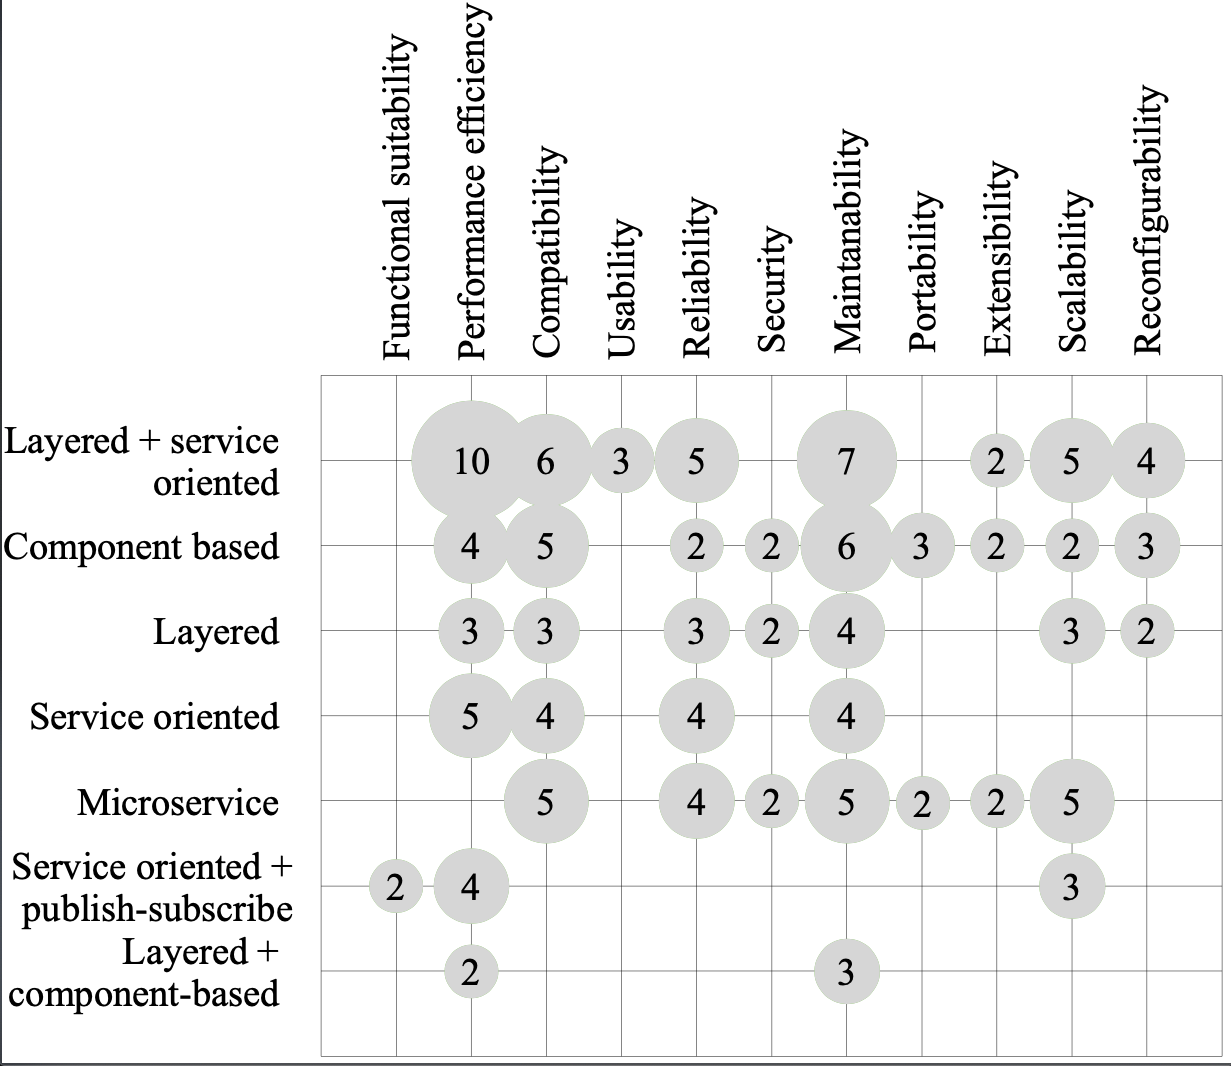 Functional suitability
Performance efficiency
Compatibility
Usability
Reliability
Security
Maintanability
Portability
Extensibility
Scalability
Reconfigurability
Layered + service
oriented
10 6 3 5 7 2 5 4
Component based 4 5 2 2 6 3 2 2 3
Layered 3 3 3 2 4 3 2
Service oriented 5 4 4 4
Microservice 5 4 2 5 2 2 5
Service oriented +
publish-subscribe
2 4 3
Layered +
component-based
2 3